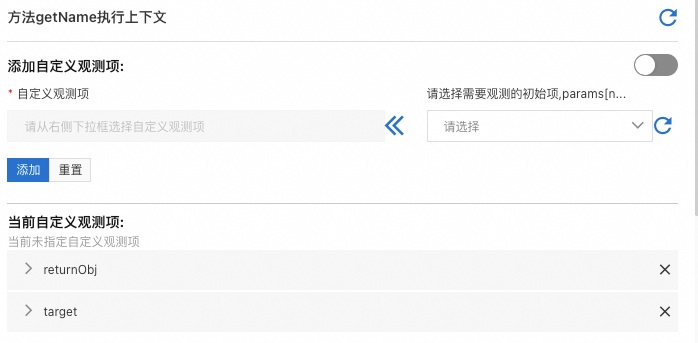 方法getName执行上下文
添加自定义观测项:
* 自定义观测项
请选择需要观测的初始项,params[n...
请从右侧下拉框选择自定义观测项
请选择
添加
重置
当前自定义观测项:
当前未指定自定义观测项
returnObj
target